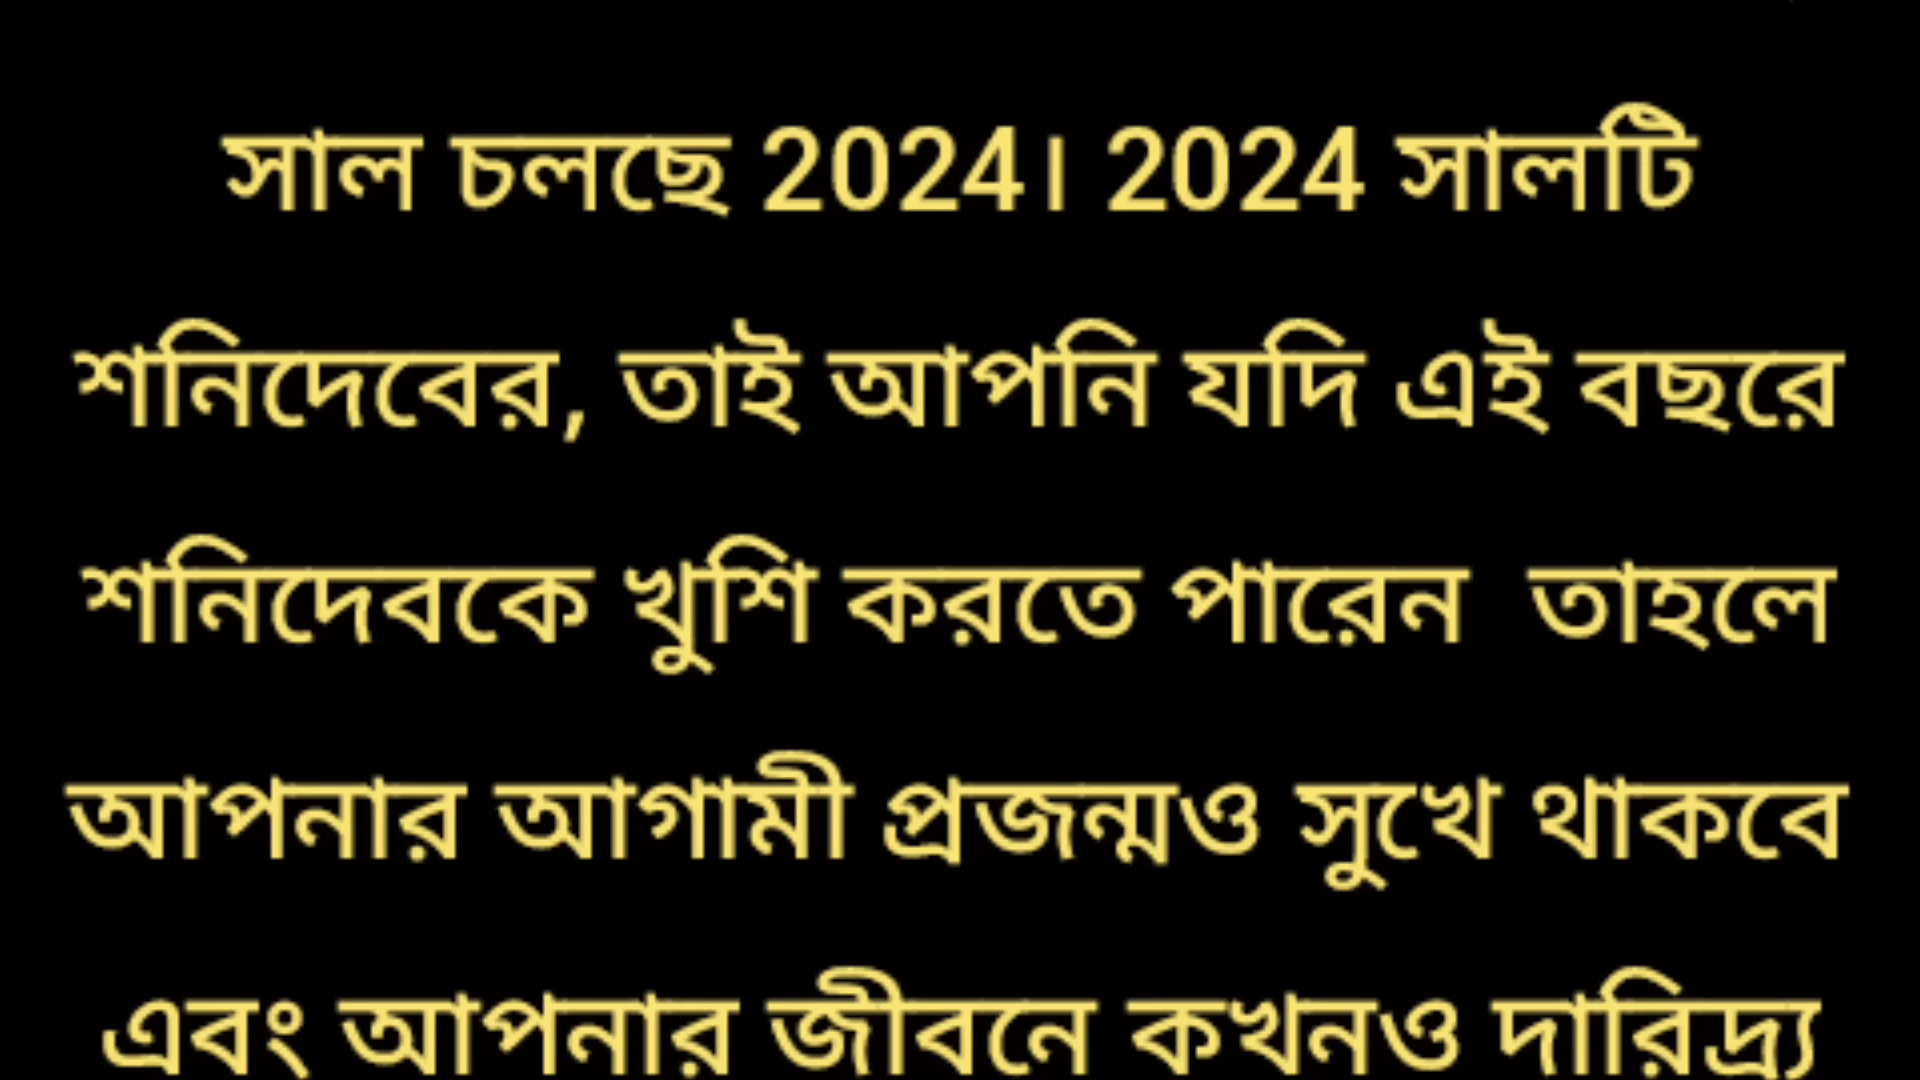 সাল চলছে 2024। 2024 সালটি
শনিদেবের, তাই আপনি যদি এই বছরে
শনিদেবকে খুশি করতে পারেন তাহলে
আপনার আগামী প্রজন্মও সুখে থাকবে
এবং আপনার জীবনে কখনও দারিদ্র্য